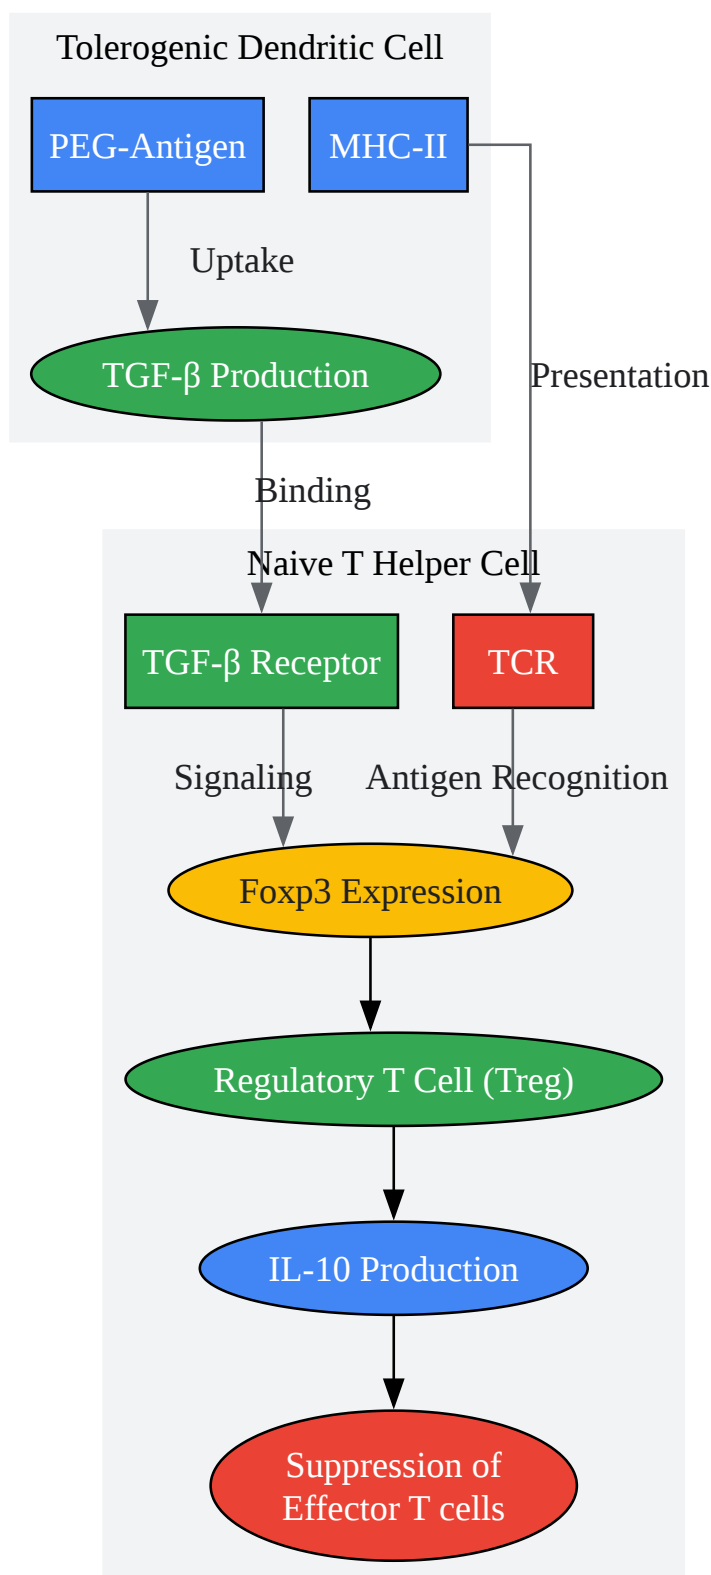 Tolerogenic Dendritic Cell
PEG-Antigen
MHC-II
Uptake
TGF-β Production
Presentation
Binding
Naive T Helper Cell
TGF-β Receptor
TCR
Signaling
Antigen Recognition
Foxp3 Expression
Regulatory T Cell (Treg)
IL-10 Production
Suppression of
Effector T cells